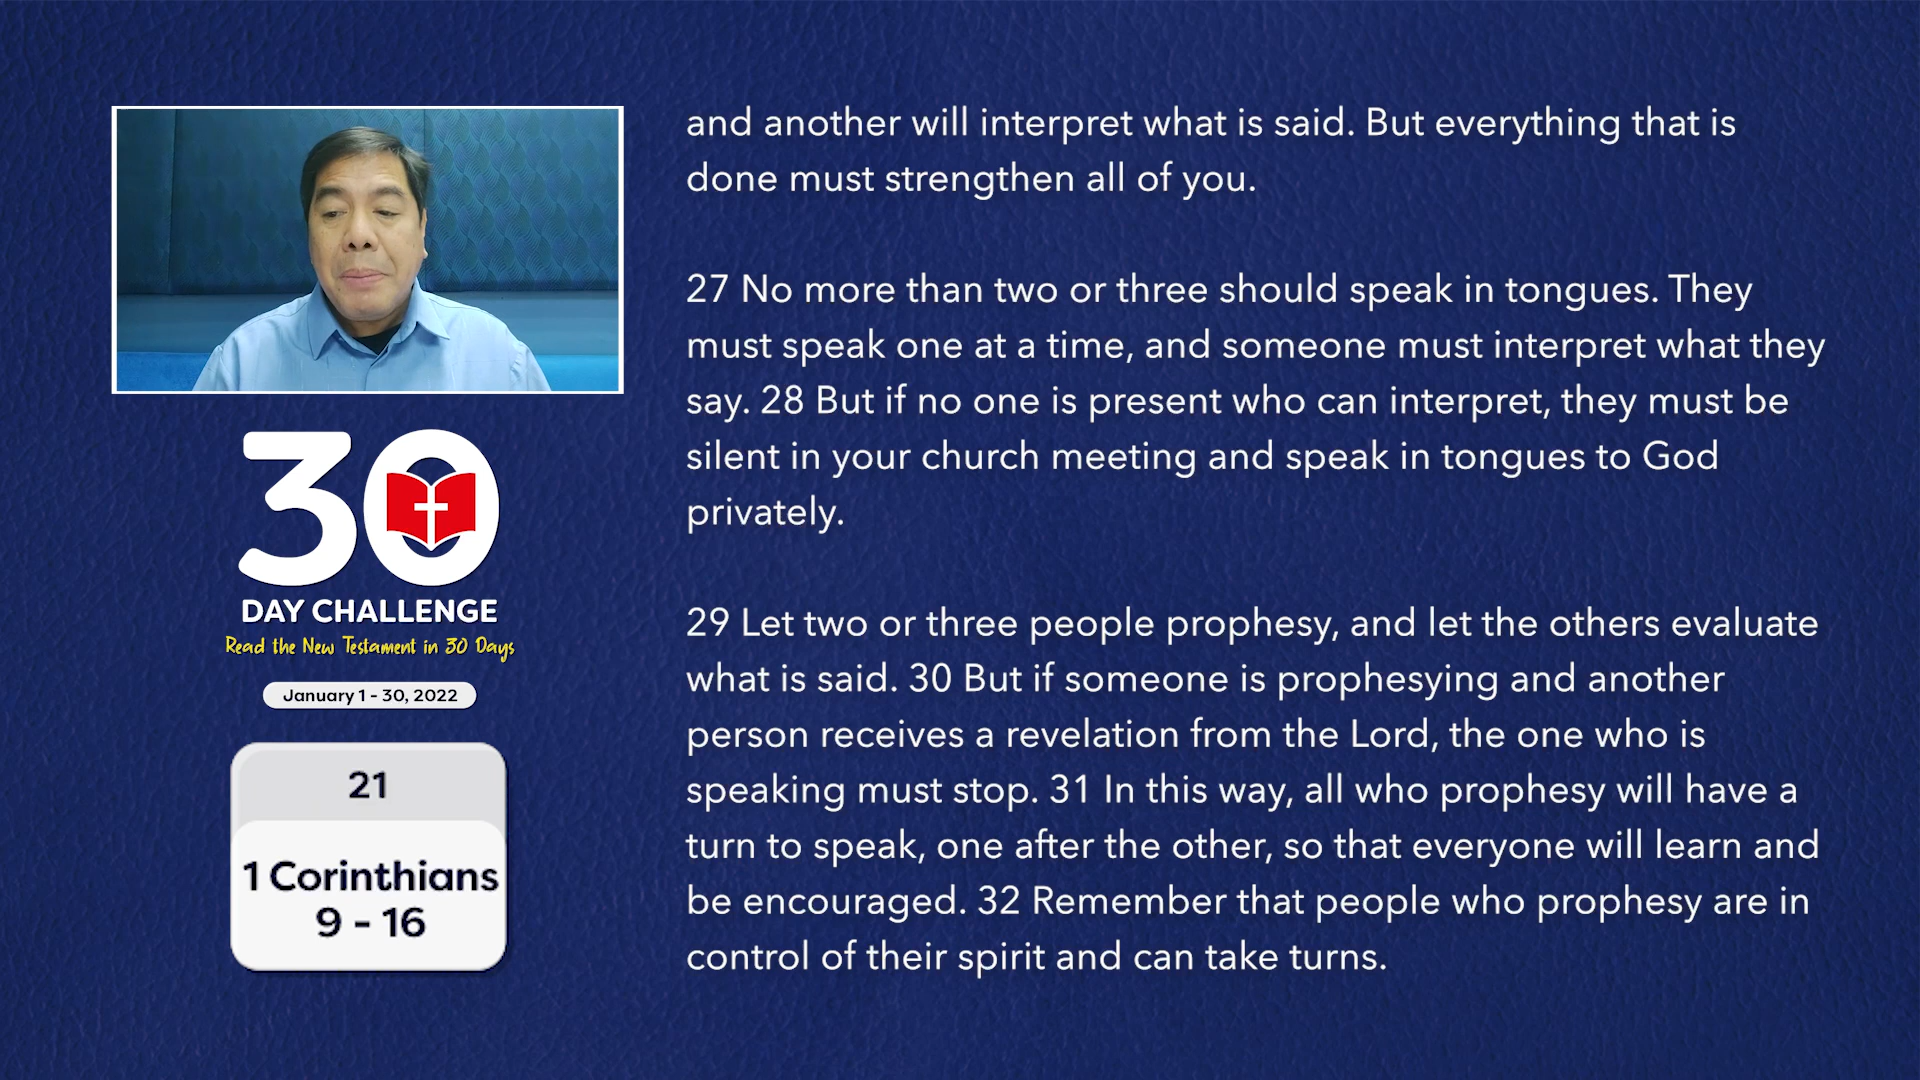 30
DAY CHALLENGE
Read the New Testament in 30 Days
January 1 - 30, 2022
21
1 Corinthians
9 - 16
and another will interpret what is said. But everything that is
done must strengthen all of you.
27 No more than two or three should speak in tongues. They
must speak one at a time, and someone must interpret what they
say. 28 But if no one is present who can interpret, they must be
silent in your church meeting and speak in tongues to God
privately.
29 Let two or three people prophesy, and let the others evaluate
what is said. 30 But if someone is prophesying and another
person receives a revelation from the Lord, the one who is
speaking must stop. 31 In this way, all who prophesy will have a
turn to speak, one after the other, so that everyone will learn and
be encouraged. 32 Remember that people who prophesy are in
control of their spirit and can take turns.